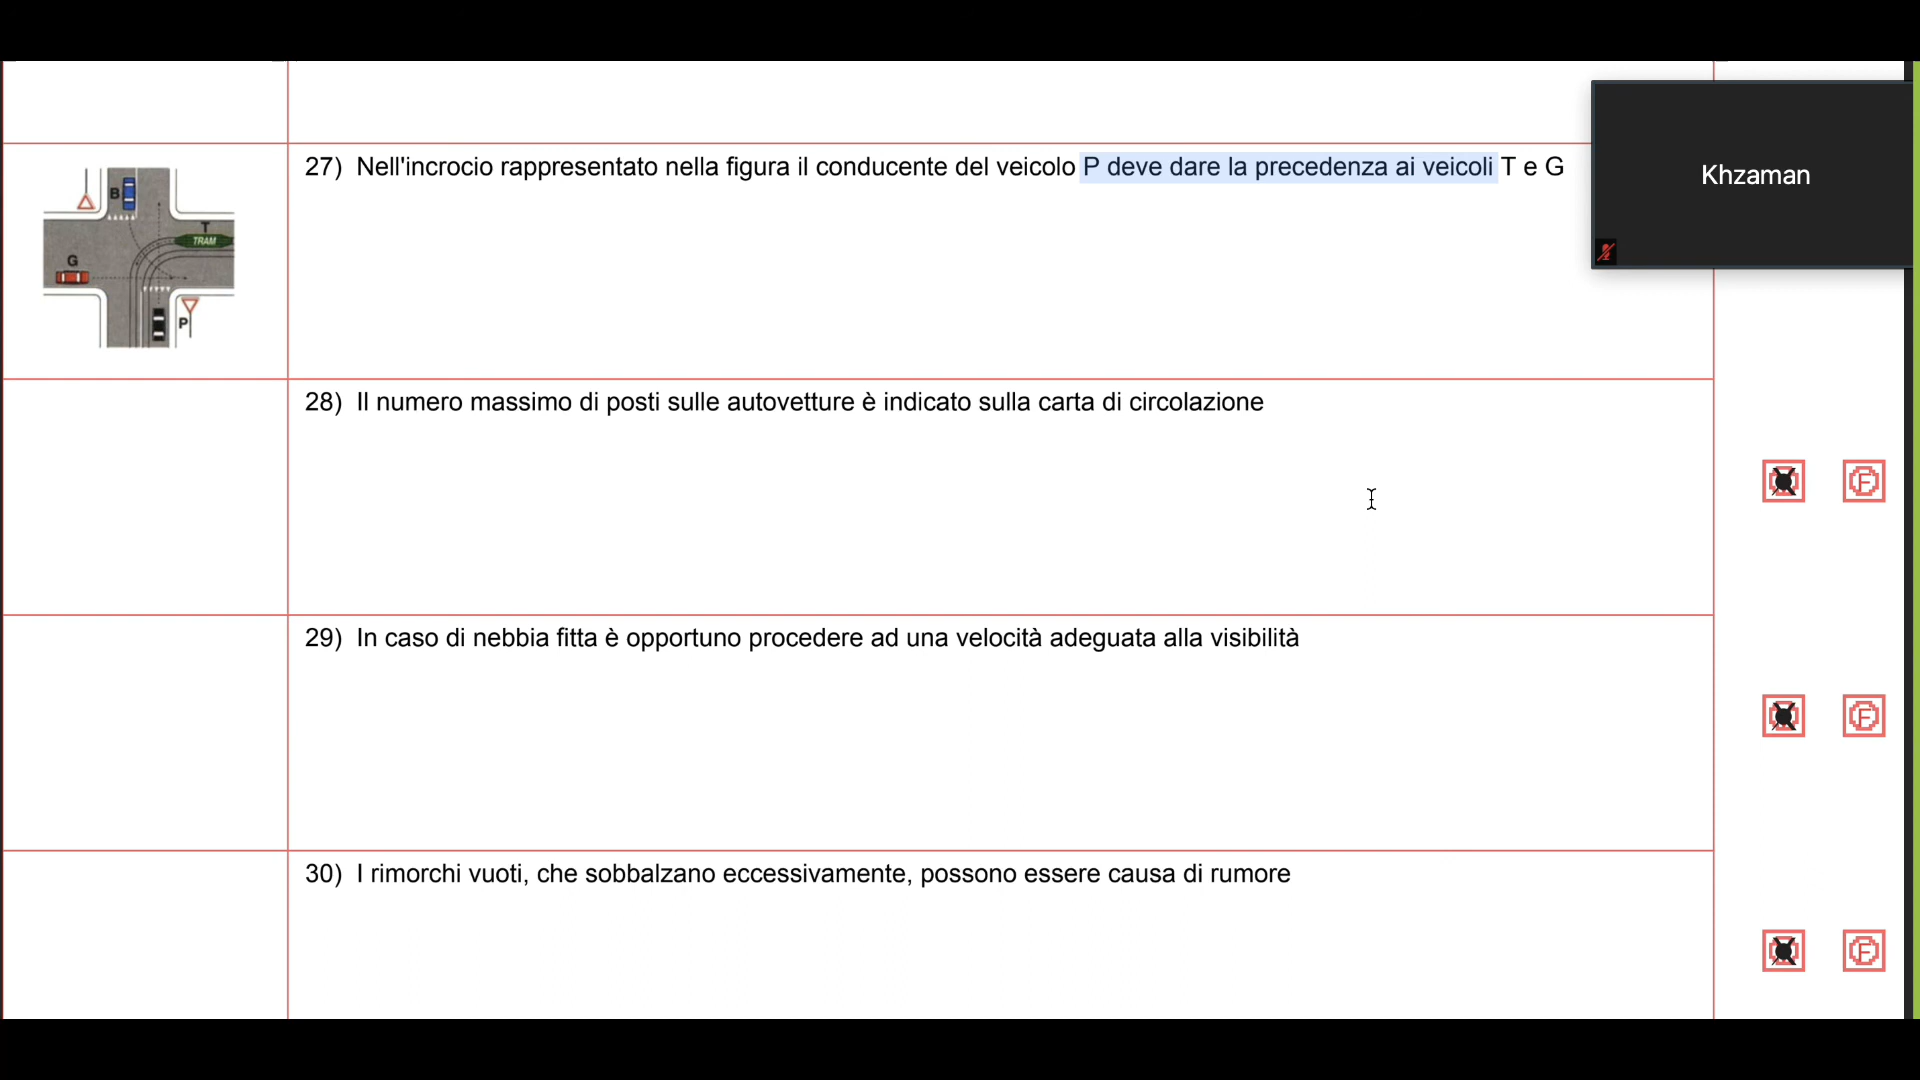 27) Nell'incrocio rappresentato nella figura il conducente del veicolo P deve dare la precedenza ai veicoli T e G
Khzaman
B
T
TRAM
G
P
28) Il numero massimo di posti sulle autovetture è indicato sulla carta di circolazione
F
29) In caso di nebbia fitta è opportuno procedere ad una velocità adeguata alla visibilità
F
30) I rimorchi vuoti, che sobbalzano eccessivamente, possono essere causa di rumore
F